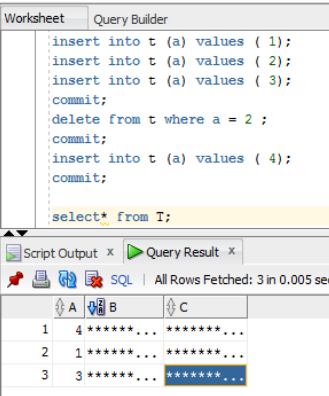 Worksheet Query Builder
insert into t (a) values ( 1);
insert into t (a) values ( 2);
insert into t (a) values ( 3);
commit;
delete from t where a = 2 ;
commit;
insert into t (a) values ( 4);
commit;
select* from T;
Script Output x Query Result x
SQL | All Rows Fetched: 3 in 0.005 se
A B C
1 4 ******... *******...
2 1 ******... *******...
3 3 ******... *******...